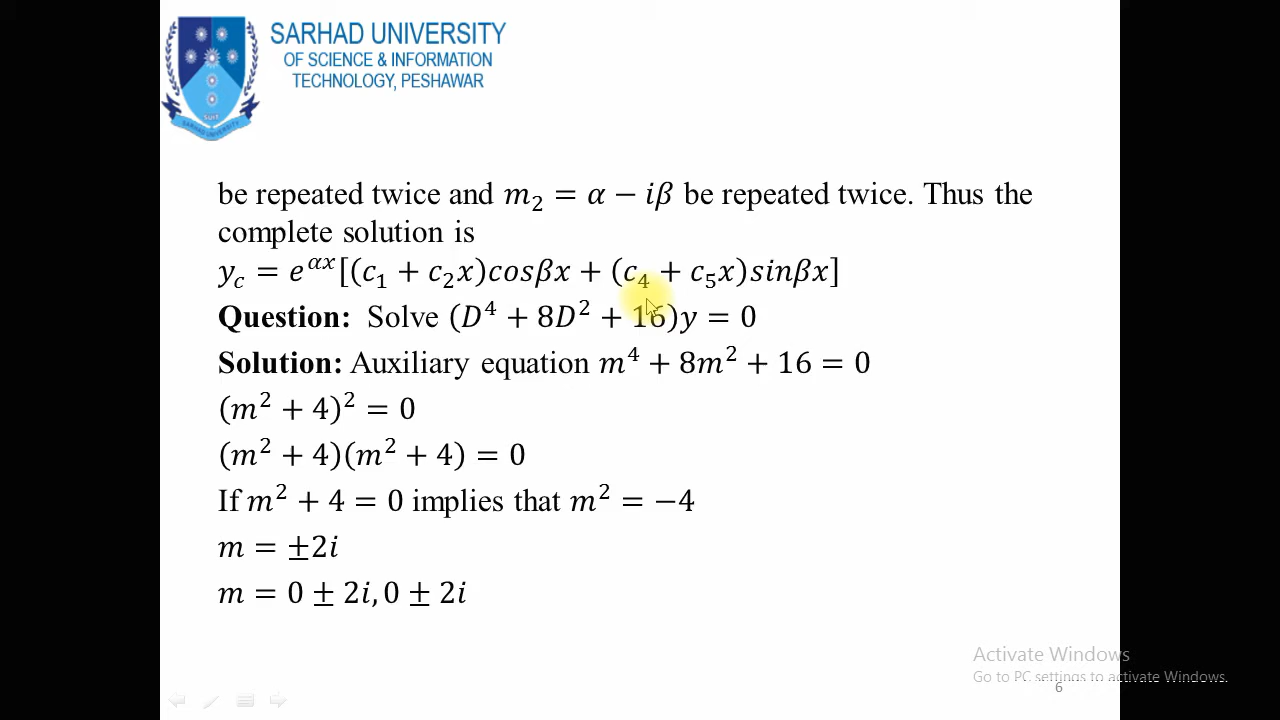 SARHAD UNIVERSITY
OF SCIENCE & INFORMATION
TECHNOLOGY, PESHAWAR
SUIT
SARHAD UNIVERSITY
be repeated twice and m₂ = α − iβ be repeated twice. Thus the
complete solution is
y_c = e^{αx}[(c₁ + c₂x)cosβx + (c₄ + c₅x)sinβx]
Question: Solve (D⁴ + 8D² + 16)y = 0
Solution: Auxiliary equation m⁴ + 8m² + 16 = 0
(m² + 4)² = 0
(m² + 4)(m² + 4) = 0
If m² + 4 = 0 implies that m² = −4
m = ±2i
m = 0 ± 2i, 0 ± 2i
Activate Windows
Go to PC settings to activate Windows.
6